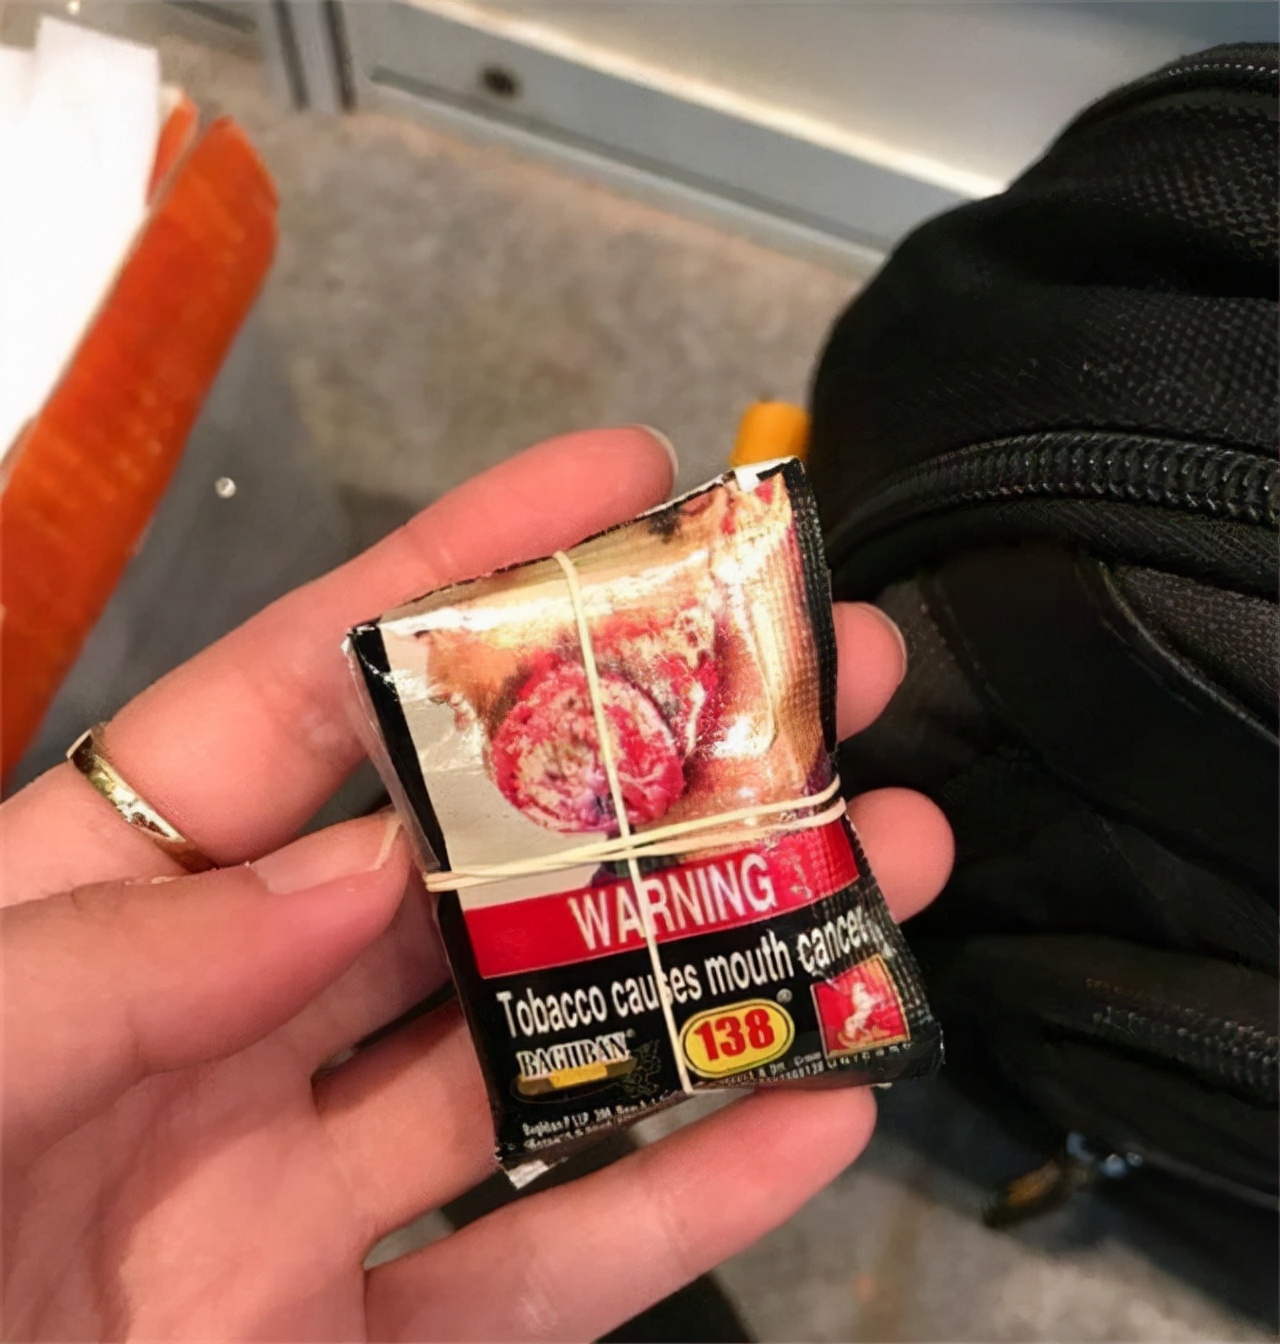 WARNING
Tobacco causes mouth cancer
BAGHBAN®
138®